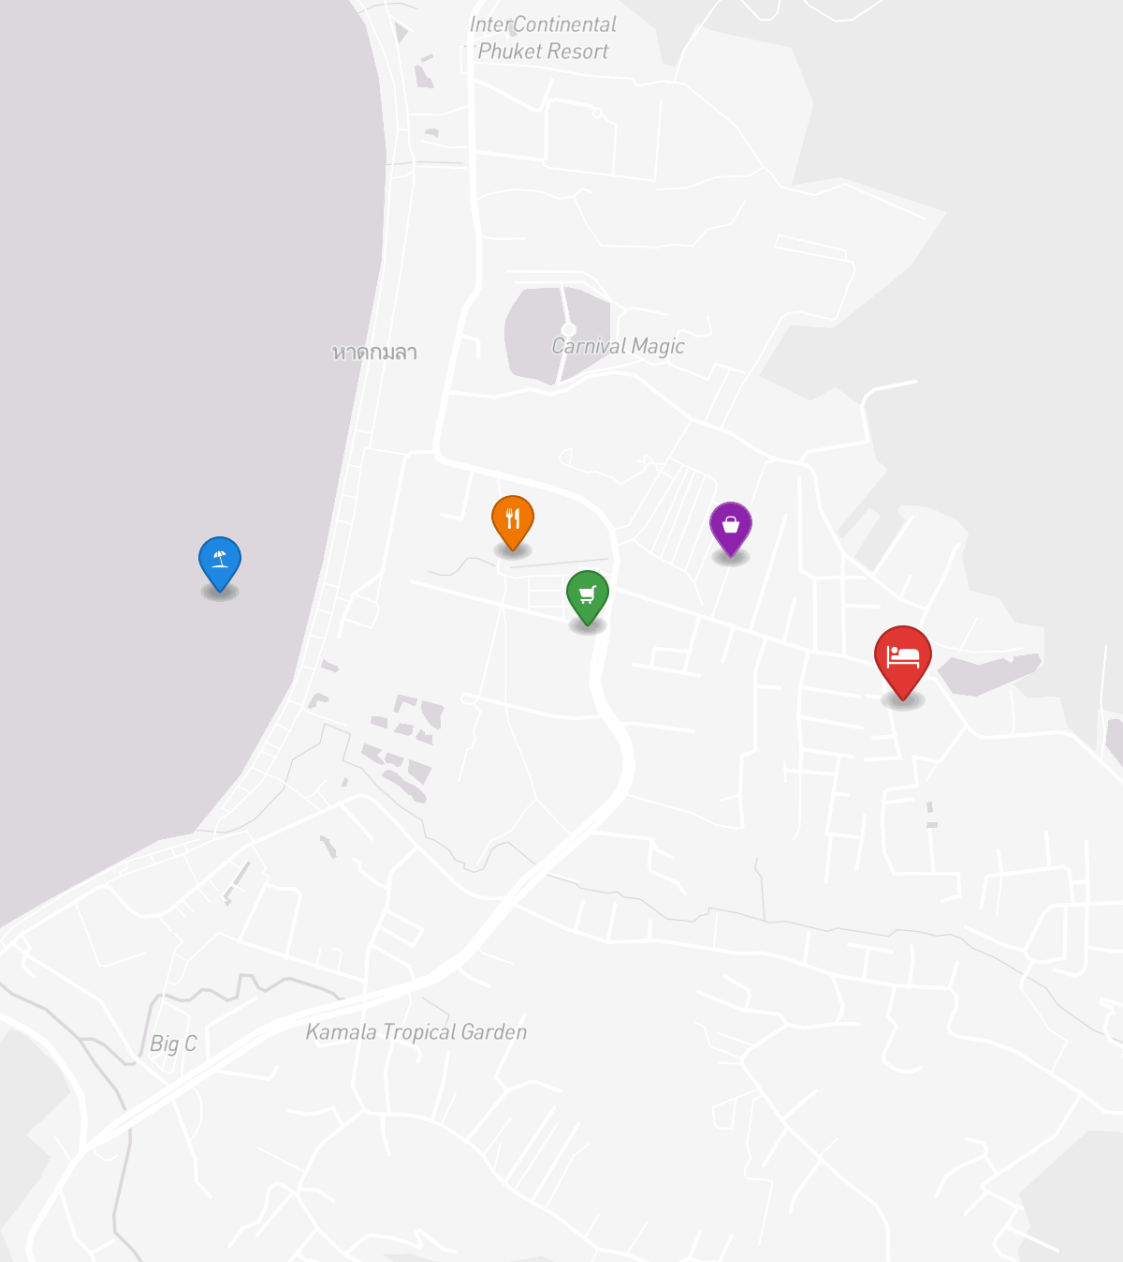 InterContinental
Phuket Resort
หาดกมลา
Carnival Magic
Kamala Tropical Garden
Big C